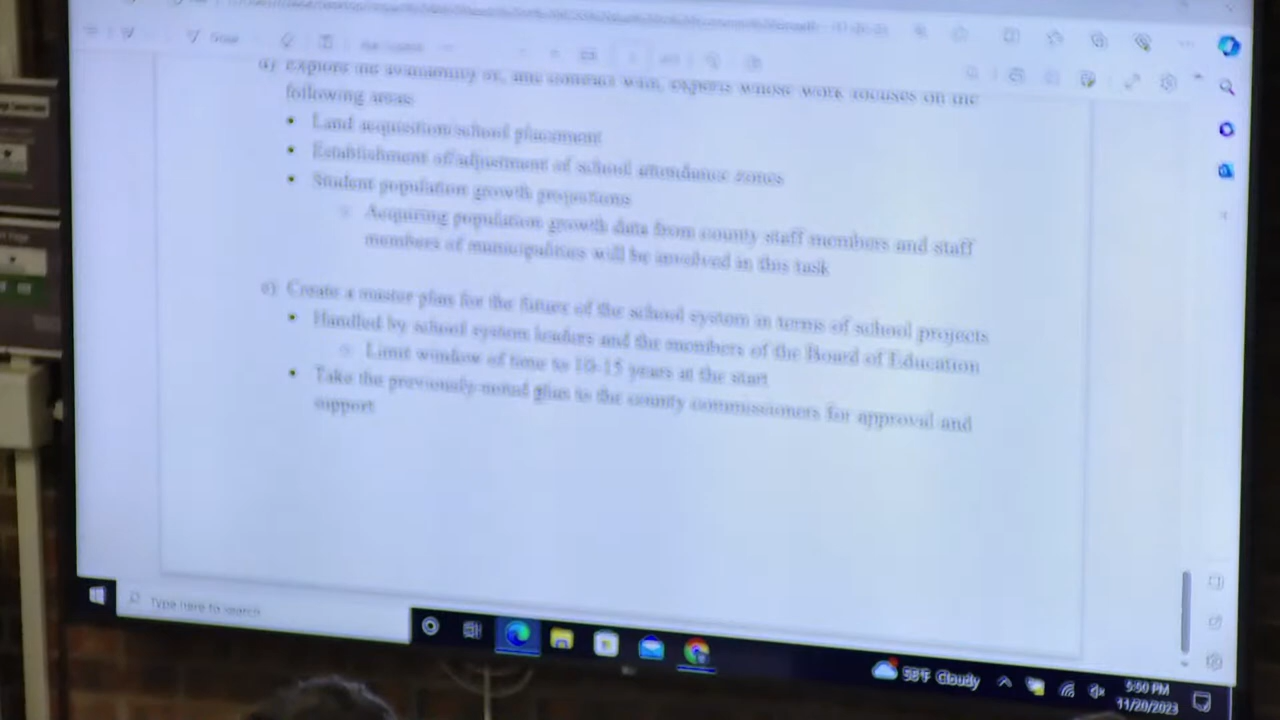 d) Explore the availability of, and contract with, experts whose work focuses on the
following areas:
• Land acquisition/school placement
• Establishment of/adjustment of school attendance zones
• Student population growth projections
○ Acquiring population growth data from county staff members and staff
members of municipalities will be involved in this task
e) Create a master plan for the future of the school system in terms of school projects
• Handled by school system leaders and the members of the Board of Education
○ Limit window of time to 10-15 years at the start
• Take the previously-noted plan to the county commissioners for approval and
support
Type here to search
58°F Cloudy
5:50 PM
11/20/2023